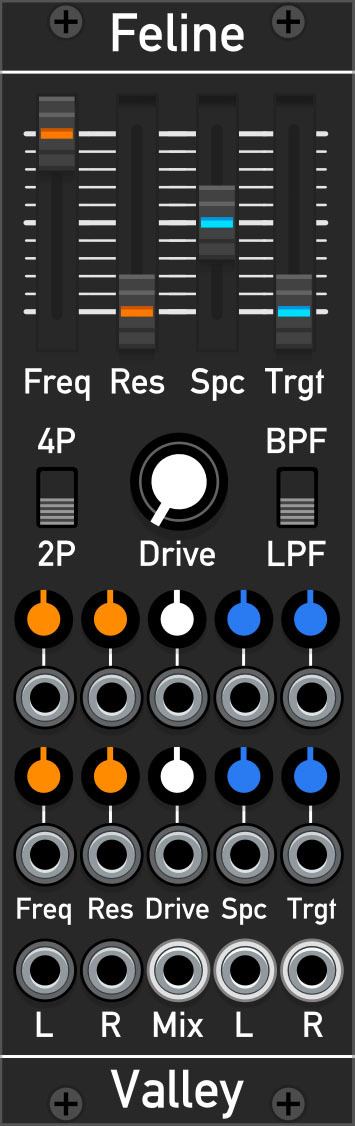 Feline
Freq Res Spc Trgt
4P BPF
2P Drive LPF
Freq Res Drive Spc Trgt
L R Mix L R
Valley